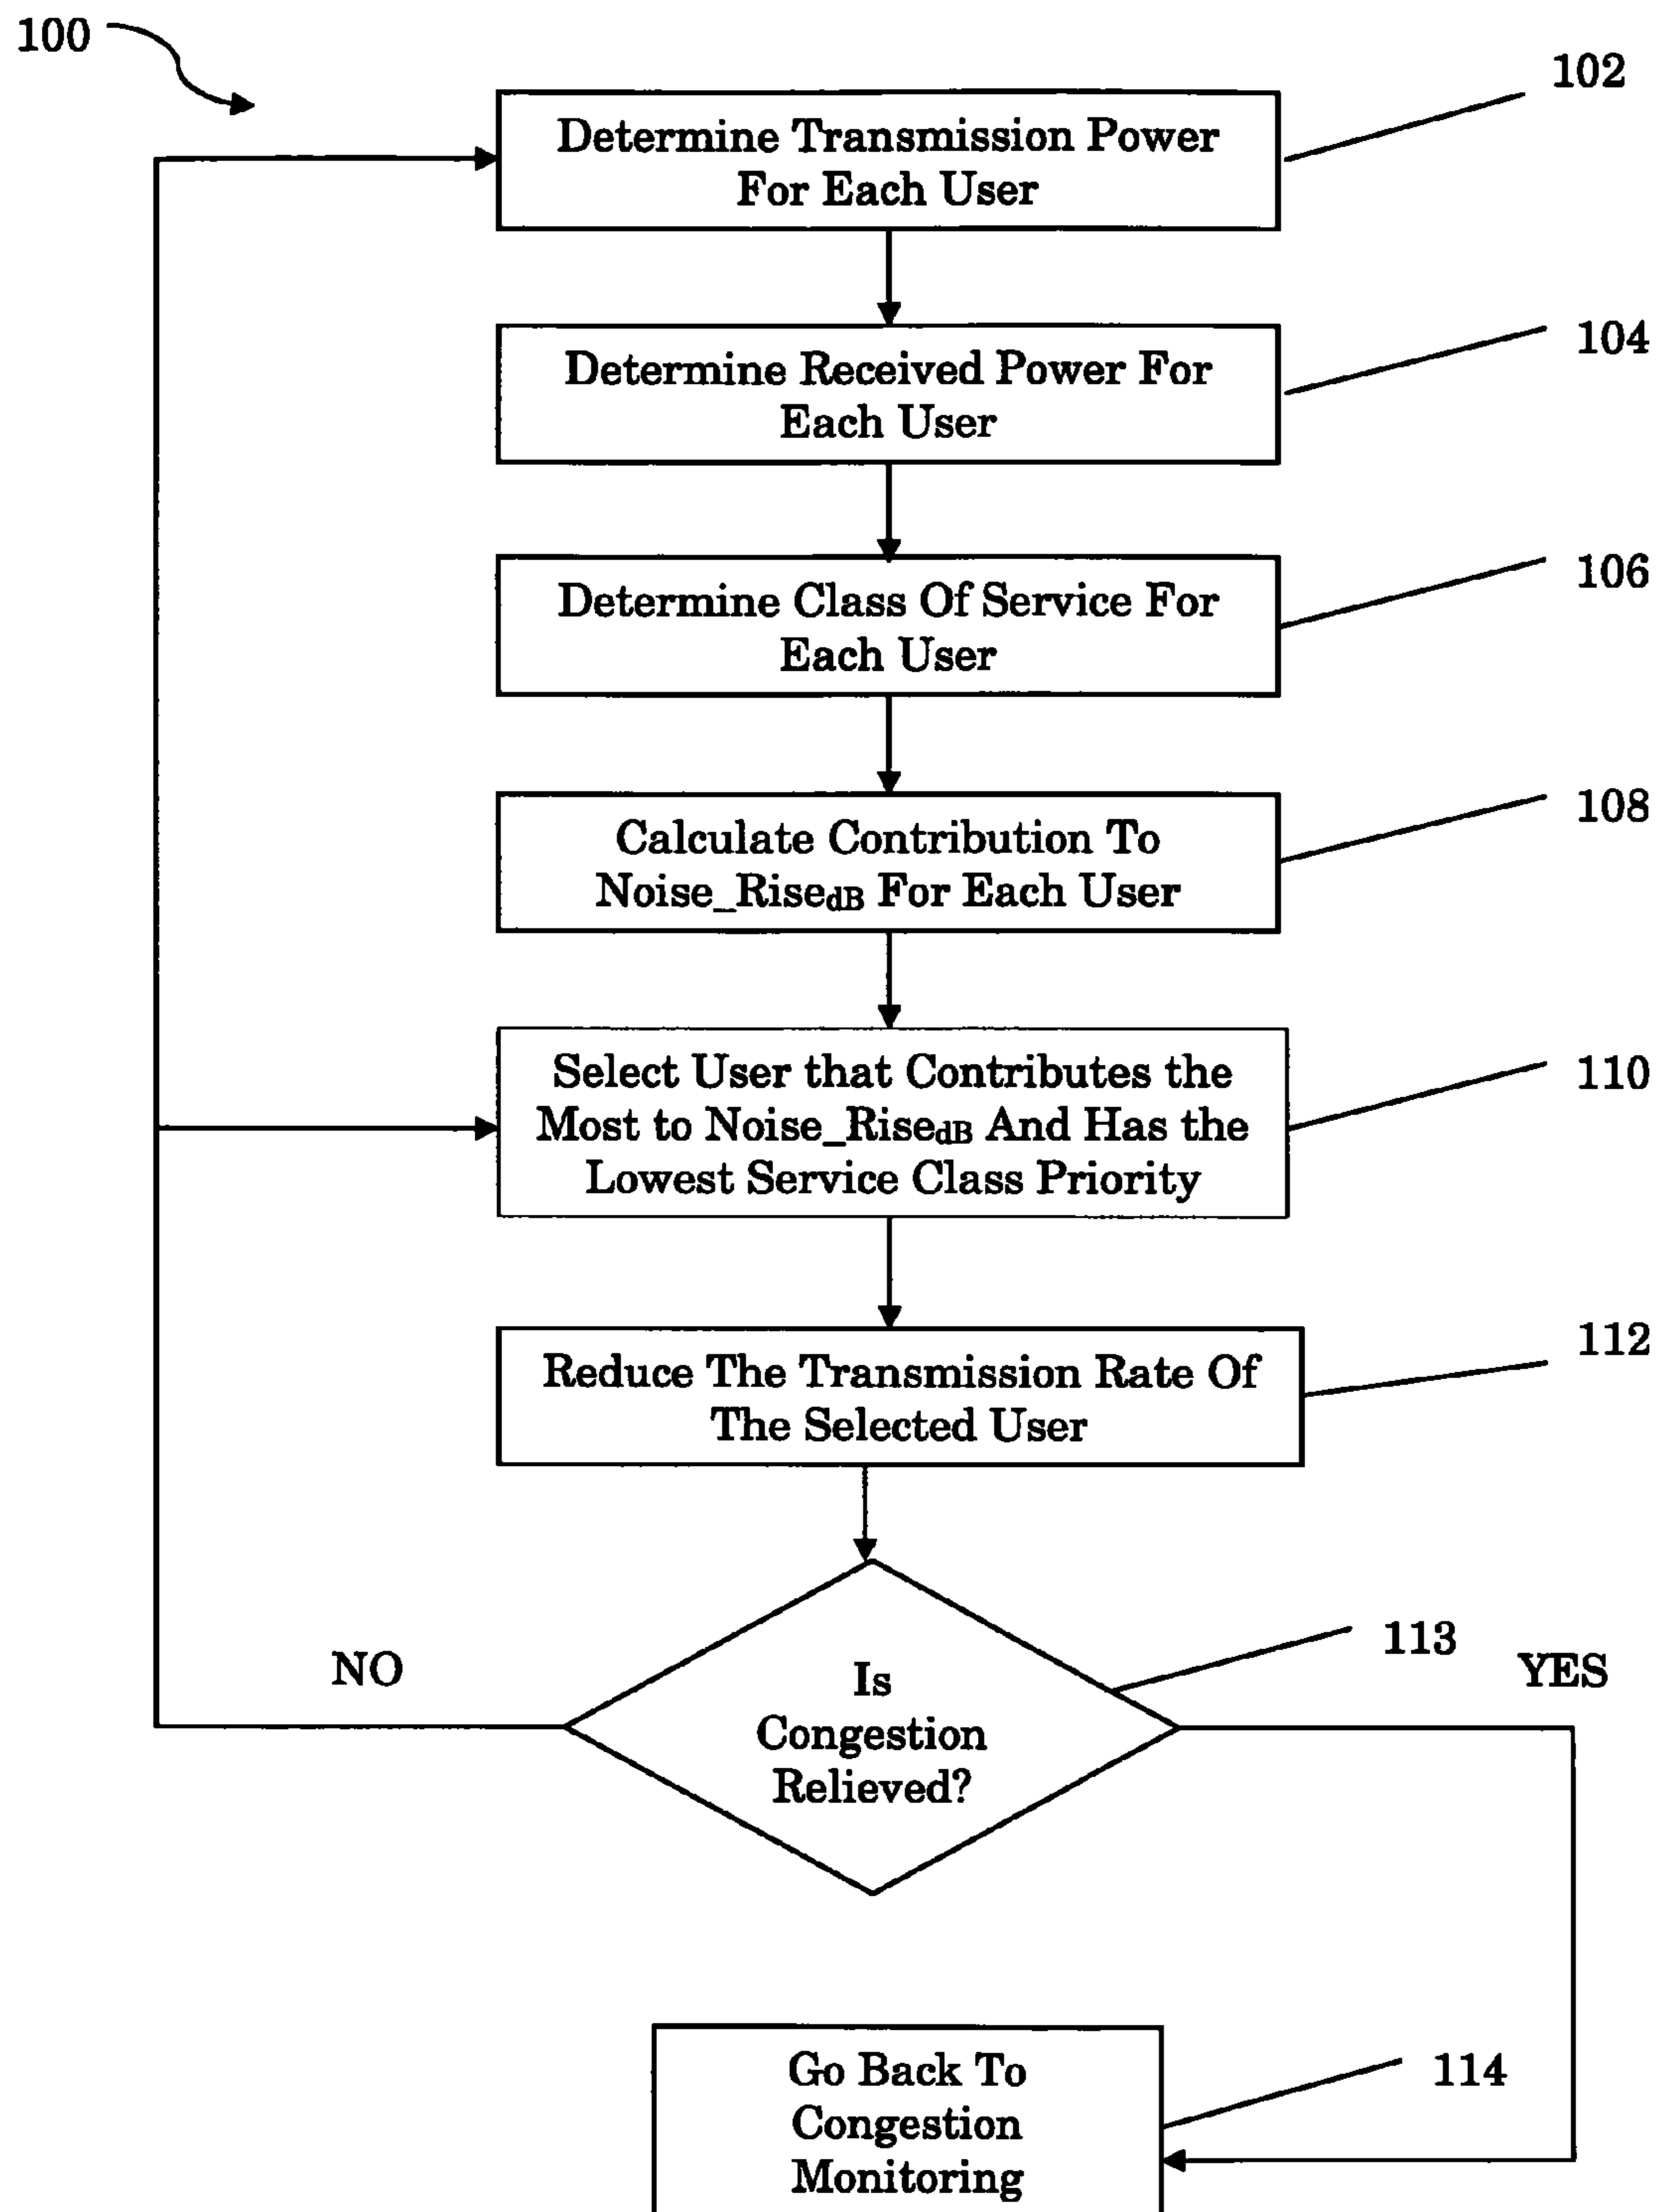 100
102
Determine Transmission Power
For Each User
104
Determine Received Power For
Each User
106
Determine Class Of Service For
Each User
108
Calculate Contribution To
Noise_RisedB For Each User
110
Select User that Contributes the
Most to Noise_RisedB And Has the
Lowest Service Class Priority
112
Reduce The Transmission Rate Of
The Selected User
113
NO
YES
Is
Congestion
Relieved?
114
Go Back To
Congestion
Monitoring